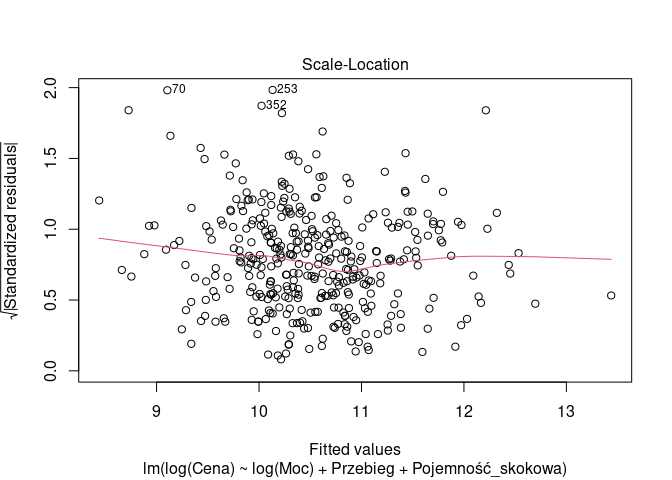 Scale-Location
2.0
1.5
1.0
0.5
0.0
√|Standardized residuals|
70
253
352
9 10 11 12 13
Fitted values
lm(log(Cena) ~ log(Moc) + Przebieg + Pojemność_skokowa)